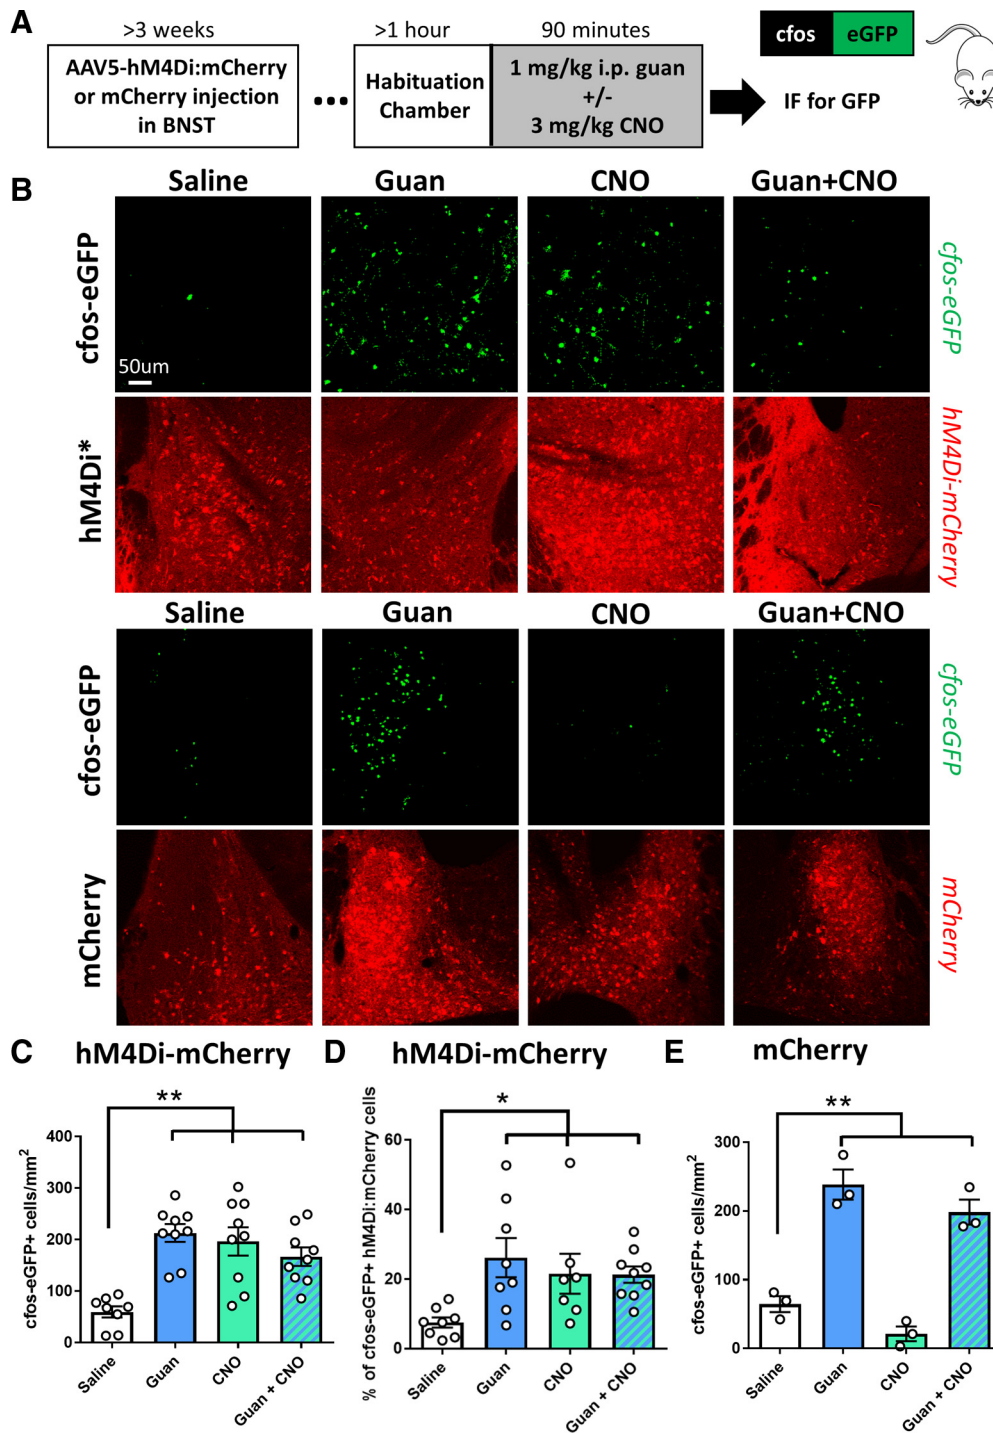 A
>3 weeks
>1 hour
90 minutes
cfos
eGFP
AAV5-hM4Di:mCherry
or mCherry injection
in BNST
...
Habituation
Chamber
1 mg/kg i.p. guan
+/-
3 mg/kg CNO
IF for GFP
B
Saline
Guan
CNO
Guan+CNO
cfos-eGFP
50um
cfos-eGFP
hM4Di*
hM4Di-mCherry
Saline
Guan
CNO
Guan+CNO
cfos-eGFP
cfos-eGFP
mCherry
mCherry
C
hM4Di-mCherry
**
cfos-eGFP+ cells/mm²
400
300
200
100
0
Saline
Guan
CNO
Guan + CNO
D
hM4Di-mCherry
*
% of cfos-eGFP+ hM4Di:mCherry cells
60
40
20
0
Saline
Guan
CNO
Guan + CNO
E
mCherry
**
cfos-eGFP+ cells/mm²
300
200
100
0
Saline
Guan
CNO
Guan + CNO